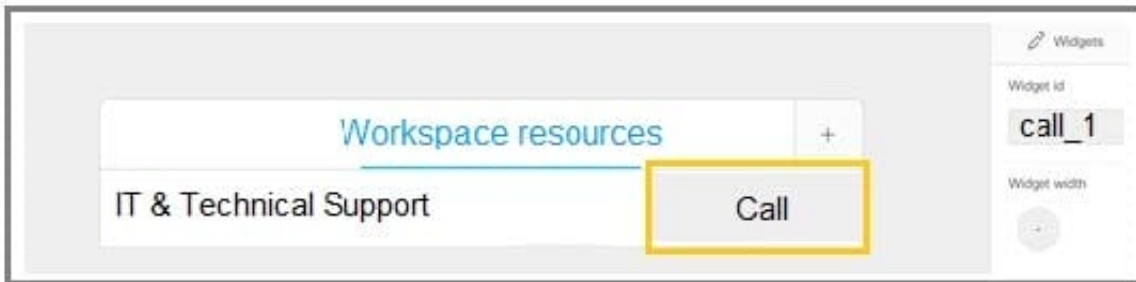 Widgets
Widget id
Workspace resources
+
call_1
Widget width
IT & Technical Support
Call